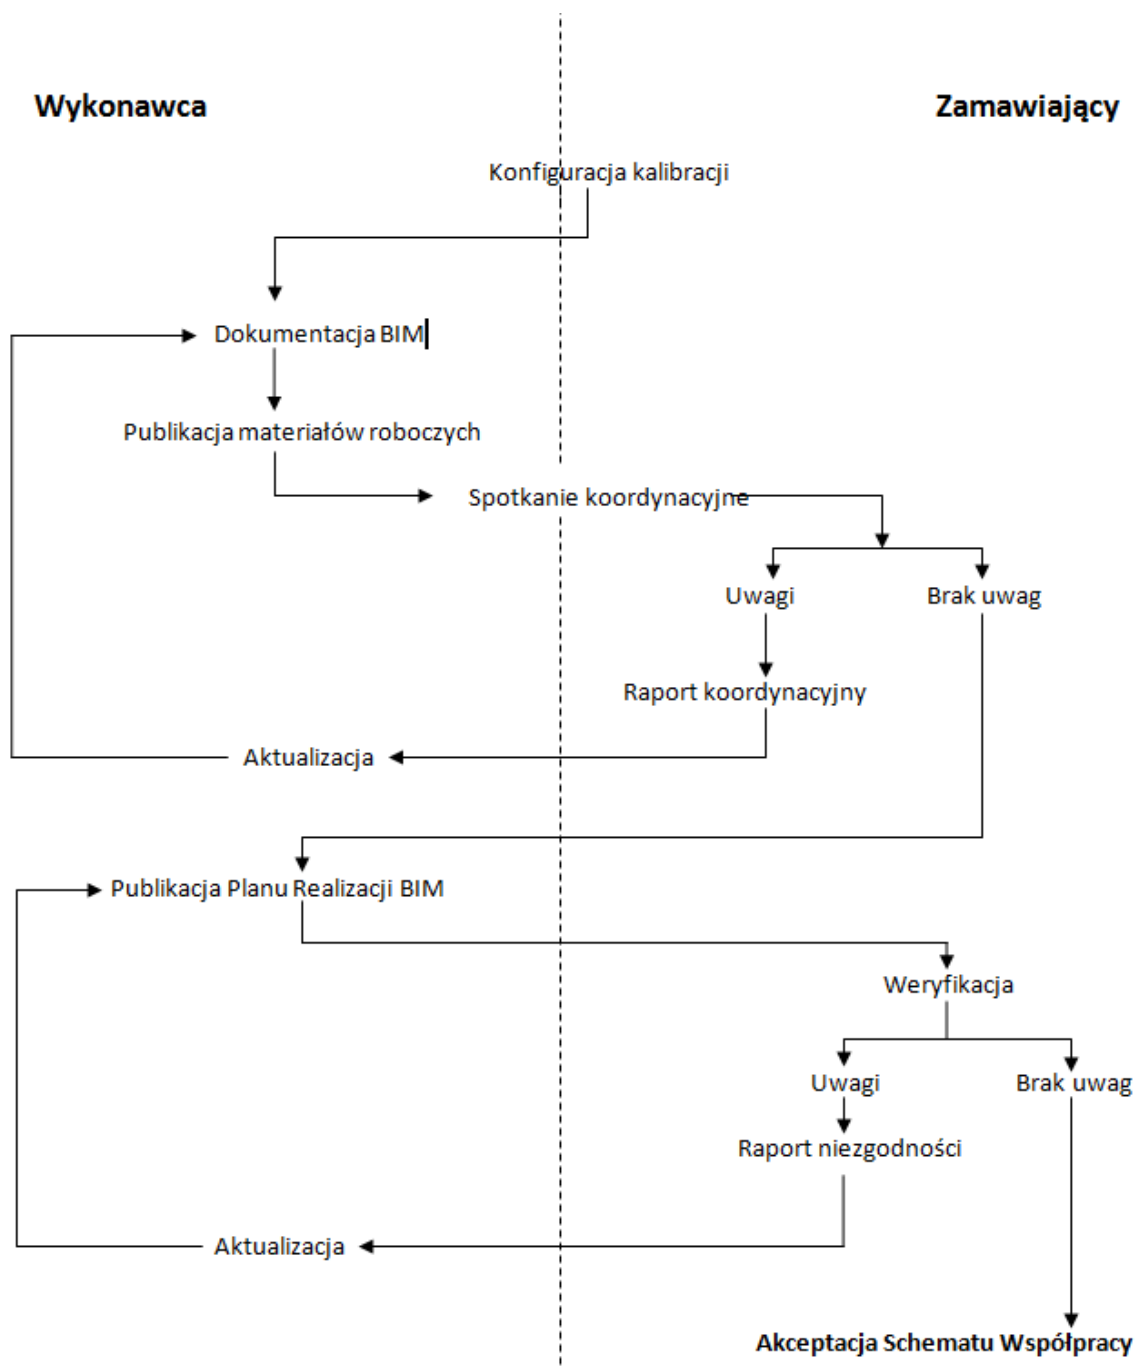 Wykonawca
Zamawiający
Konfiguracja kalibracji
Dokumentacja BIM
Publikacja materiałów roboczych
Spotkanie koordynacyjne
Uwagi
Brak uwag
Raport koordynacyjny
Aktualizacja
Publikacja Planu Realizacji BIM
Weryfikacja
Uwagi
Brak uwag
Raport niezgodności
Aktualizacja
Akceptacja Schematu Współpracy